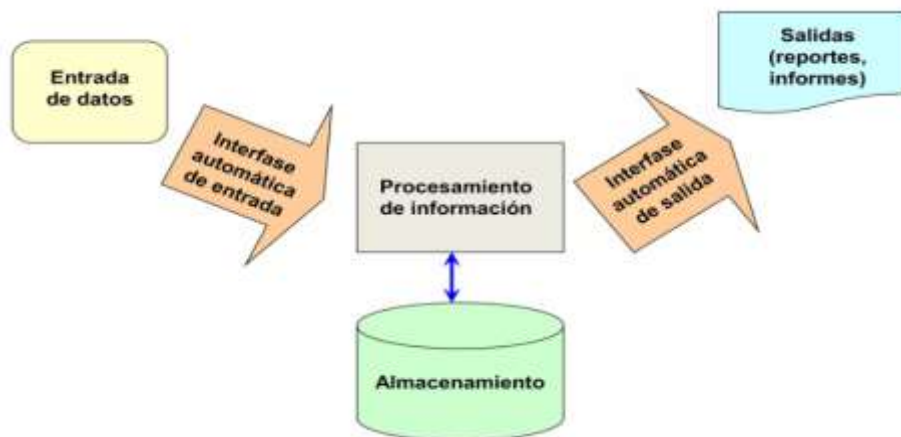 Entrada
de datos
Interfase
automática
de entrada
Procesamiento
de información
Interfase
automática
de salida
Salidas
(reportes,
informes)
Almacenamiento